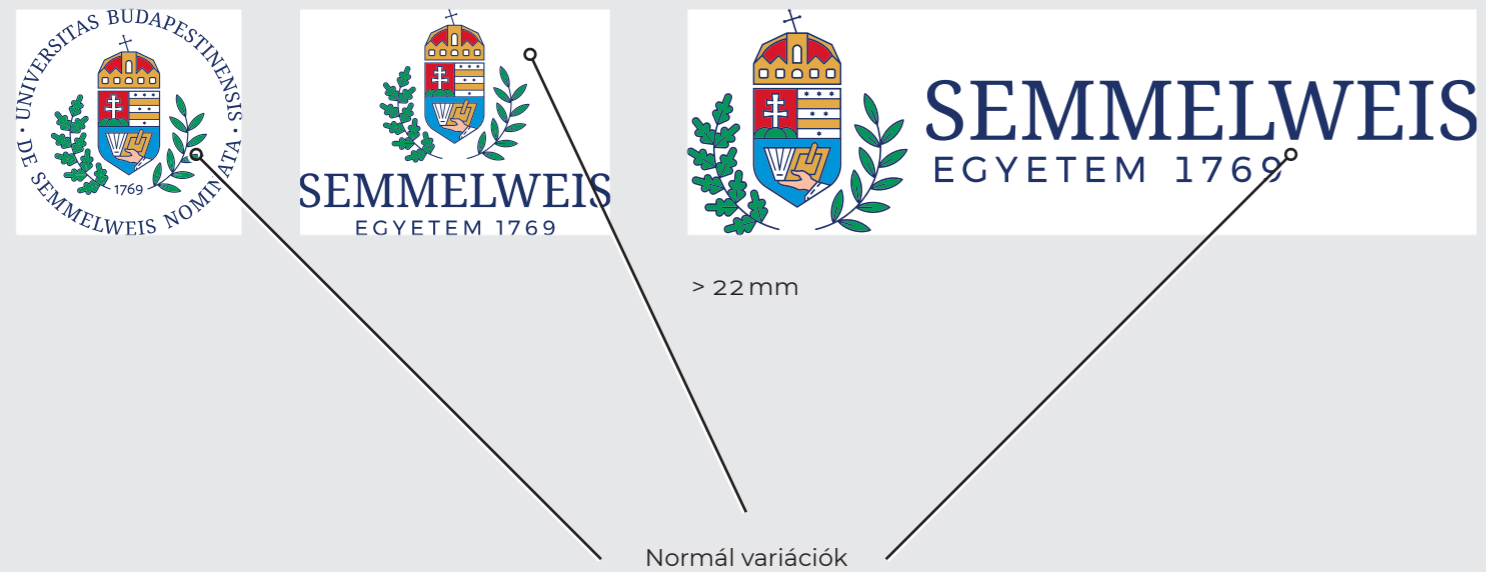 · UNIVERSITAS BUDAPESTINENSIS ·
DE SEMMELWEIS NOMINATA
1769
SEMMELWEIS
EGYETEM 1769
SEMMELWEIS
EGYETEM 1769
> 22 mm
Normál variációk